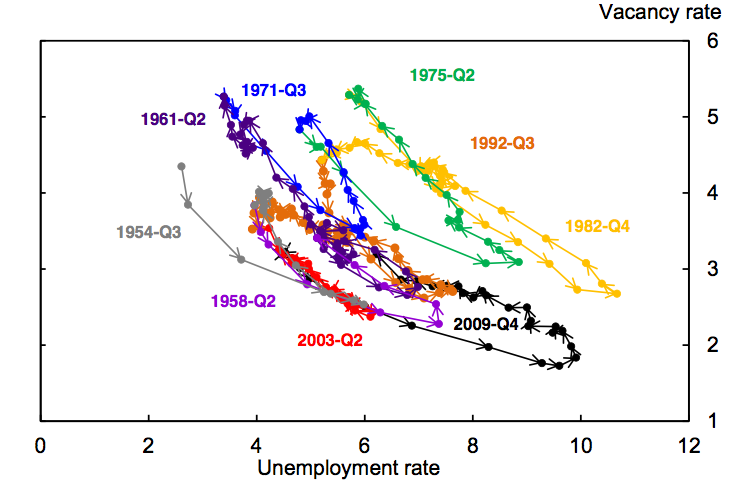 Vacancy rate
6
1975-Q2
1971-Q3
5
1961-Q2
1992-Q3
4
1954-Q3
1982-Q4
3
1958-Q2
2009-Q4
2003-Q2
2
1
0 2 4 6 8 10 12
Unemployment rate